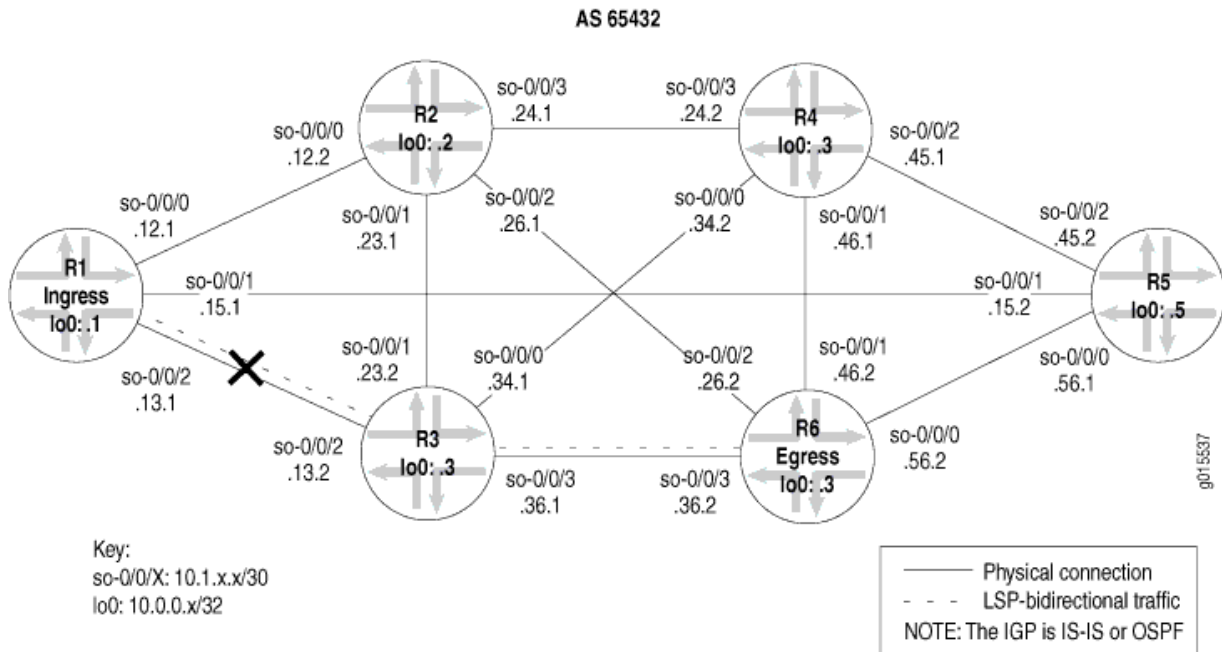 AS 65432
R2
lo0: .2
so-0/0/3
.24.1
so-0/0/3
.24.2
R4
lo0: .3
so-0/0/0
.12.2
so-0/0/2
.45.1
so-0/0/0
.12.1
so-0/0/1
.23.1
so-0/0/2
.26.1
so-0/0/0
.34.2
so-0/0/1
.46.1
so-0/0/2
.45.2
R1
Ingress
lo0: .1
so-0/0/1
.15.1
so-0/0/1
.15.2
R5
lo0: .5
so-0/0/2
.13.1
so-0/0/1
.23.2
so-0/0/0
.34.1
so-0/0/2
.26.2
so-0/0/1
.46.2
so-0/0/0
.56.1
so-0/0/2
.13.2
R3
lo0: .3
so-0/0/3
.36.1
so-0/0/3
.36.2
R6
Egress
lo0: .3
so-0/0/0
.56.2
g015537
Key:
so-0/0/X: 10.1.x.x/30
lo0: 10.0.0.x/32
Physical connection
LSP-bidirectional traffic
NOTE: The IGP is IS-IS or OSPF